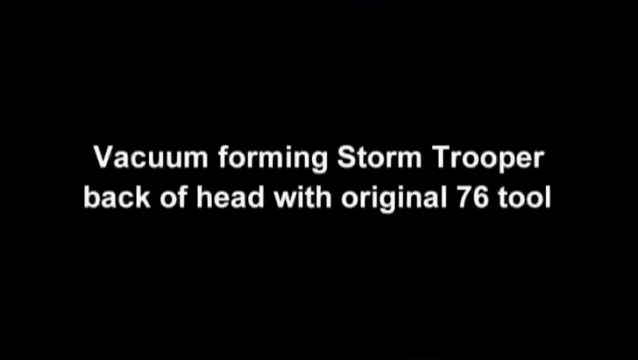 Vacuum forming Storm Trooper
back of head with original 76 tool